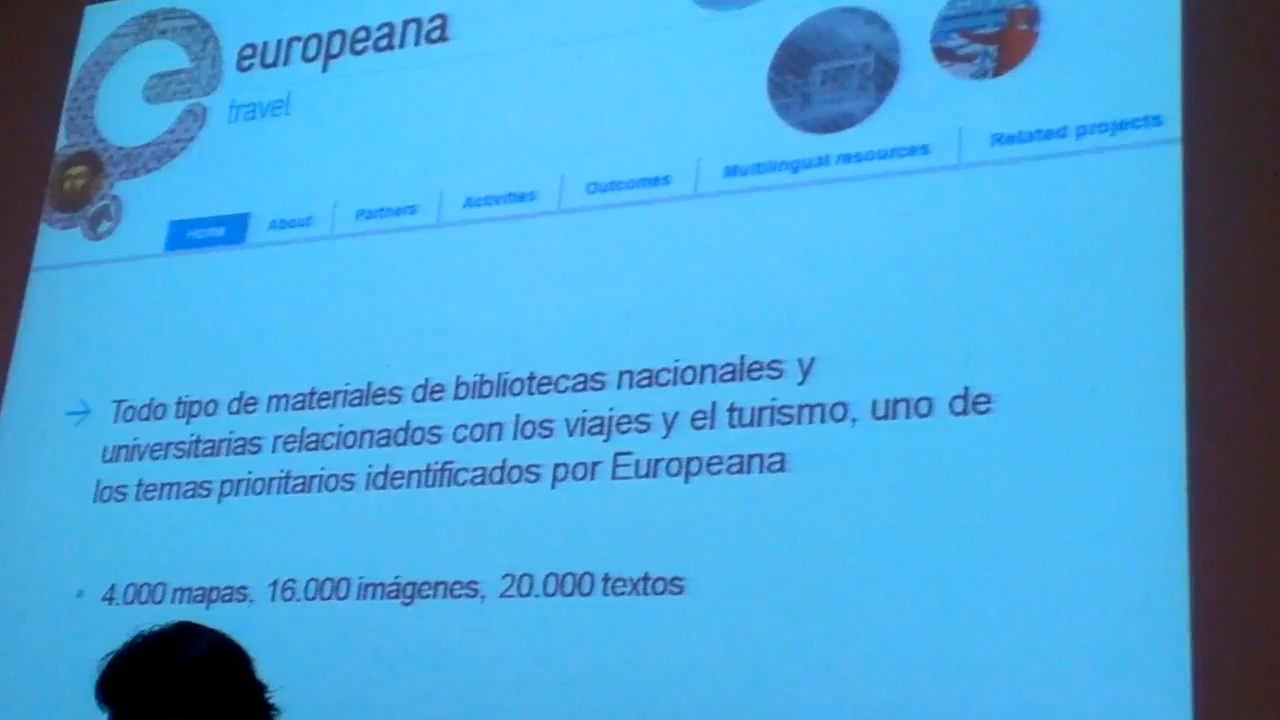 europeana
travel
Home About Partners Activities Outcomes Multilingual resources Related projects
Todo tipo de materiales de bibliotecas nacionales y
universitarias relacionados con los viajes y el turismo, uno de
los temas prioritarios identificados por Europeana
4.000 mapas, 16.000 imágenes, 20.000 textos